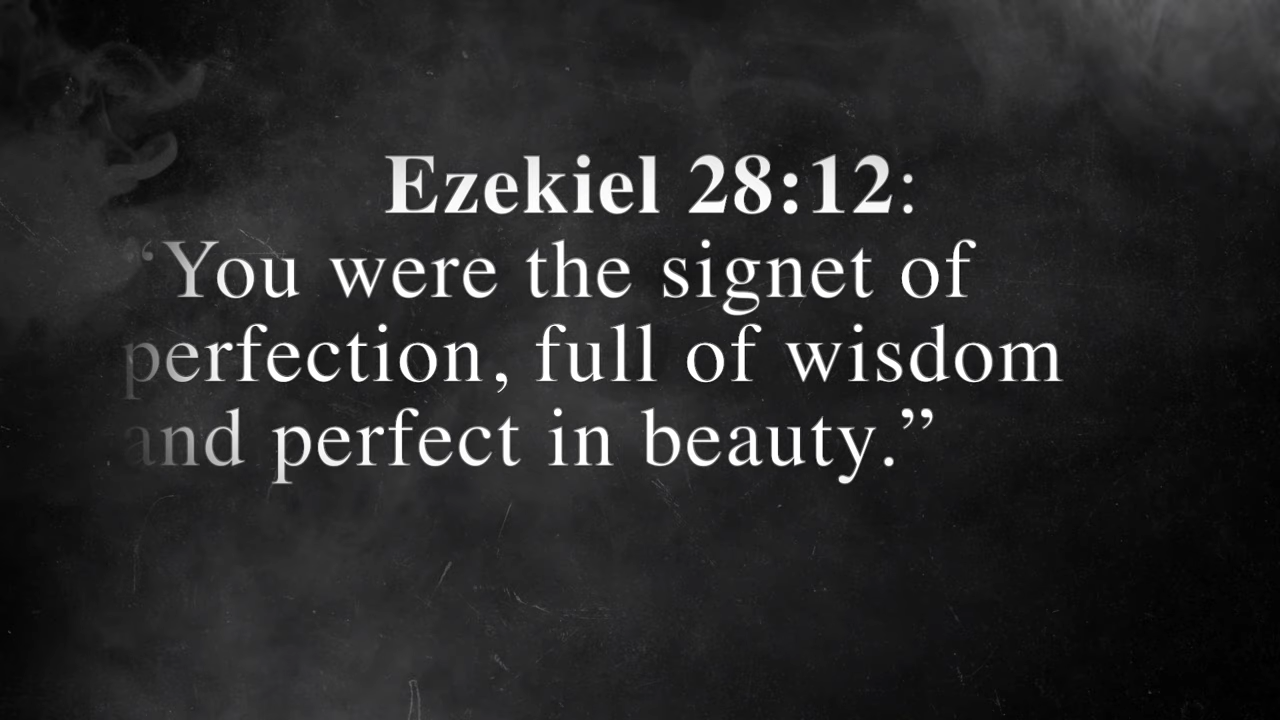 Ezekiel 28:12:
“You were the signet of
perfection, full of wisdom
and perfect in beauty.”